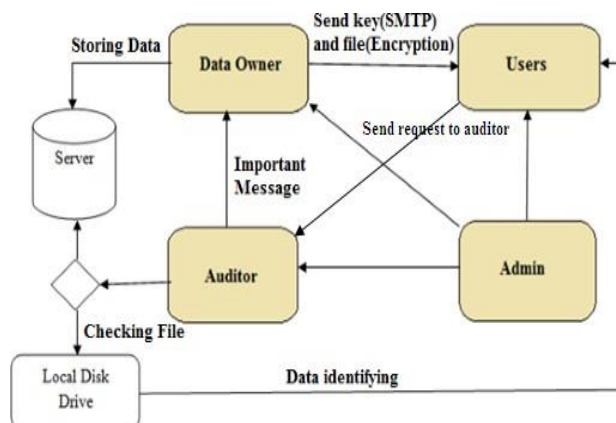 Send key(SMTP)
and file(Encryption)
Storing Data
Data Owner
Users
Send request to auditor
Server
Important
Message
Auditor
Admin
Checking File
Local Disk
Drive
Data identifying